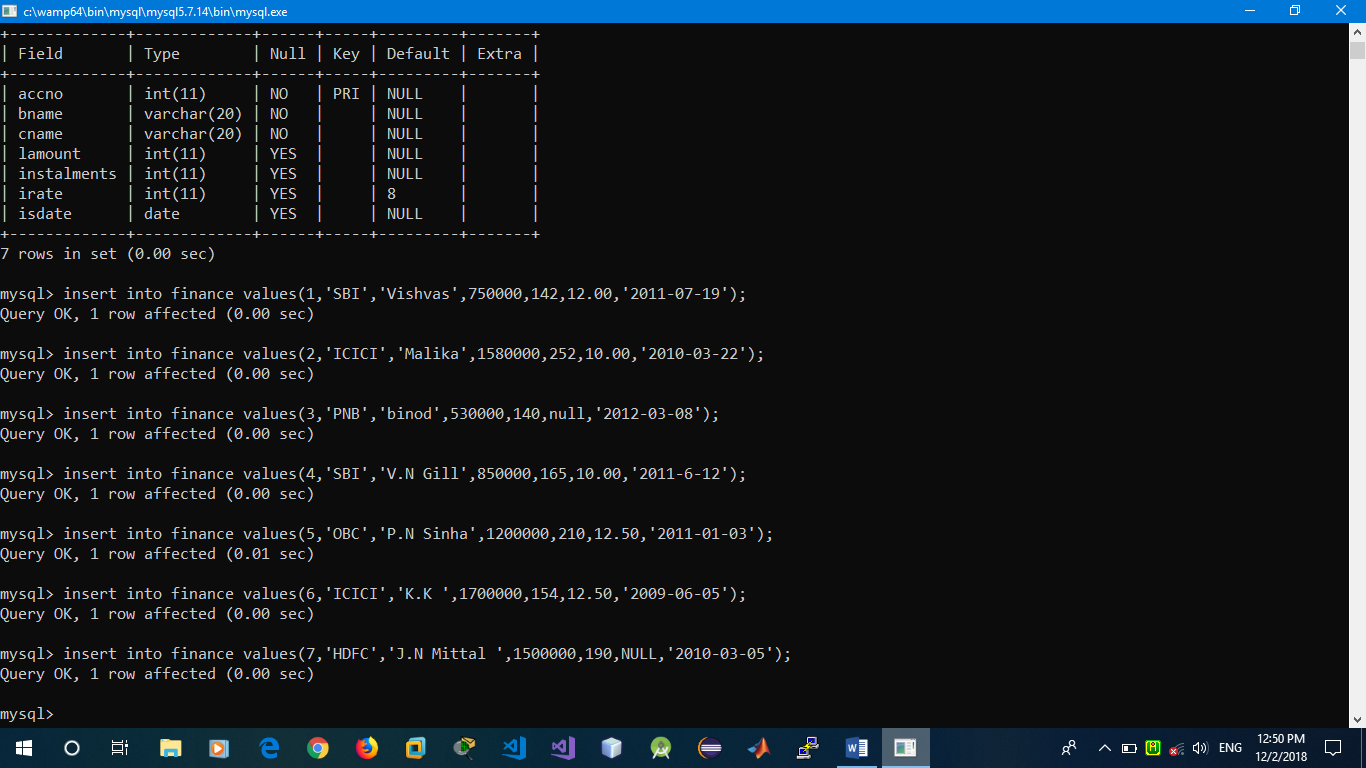 c:\wamp64\bin\mysql\mysql5.7.14\bin\mysql.exe
+-------------+-------------+------+-----+---------+-------+
| Field       | Type        | Null | Key | Default | Extra |
+-------------+-------------+------+-----+---------+-------+
| accno       | int(11)     | NO   | PRI | NULL    |       |
| bname       | varchar(20) | NO   |     | NULL    |       |
| cname       | varchar(20) | NO   |     | NULL    |       |
| lamount     | int(11)     | YES  |     | NULL    |       |
| instalments | int(11)     | YES  |     | NULL    |       |
| irate       | int(11)     | YES  |     | 8       |       |
| isdate      | date        | YES  |     | NULL    |       |
+-------------+-------------+------+-----+---------+-------+
7 rows in set (0.00 sec)
mysql> insert into finance values(1,'SBI','Vishvas',750000,142,12.00,'2011-07-19');
Query OK, 1 row affected (0.00 sec)
mysql> insert into finance values(2,'ICICI','Malika',1580000,252,10.00,'2010-03-22');
Query OK, 1 row affected (0.00 sec)
mysql> insert into finance values(3,'PNB','binod',530000,140,null,'2012-03-08');
Query OK, 1 row affected (0.00 sec)
mysql> insert into finance values(4,'SBI','V.N Gill',850000,165,10.00,'2011-6-12');
Query OK, 1 row affected (0.00 sec)
mysql> insert into finance values(5,'OBC','P.N Sinha',1200000,210,12.50,'2011-01-03');
Query OK, 1 row affected (0.01 sec)
mysql> insert into finance values(6,'ICICI','K.K ',1700000,154,12.50,'2009-06-05');
Query OK, 1 row affected (0.00 sec)
mysql> insert into finance values(7,'HDFC','J.N Mittal ',1500000,190,NULL,'2010-03-05');
Query OK, 1 row affected (0.00 sec)
mysql>
ENG
12:50 PM
12/2/2018